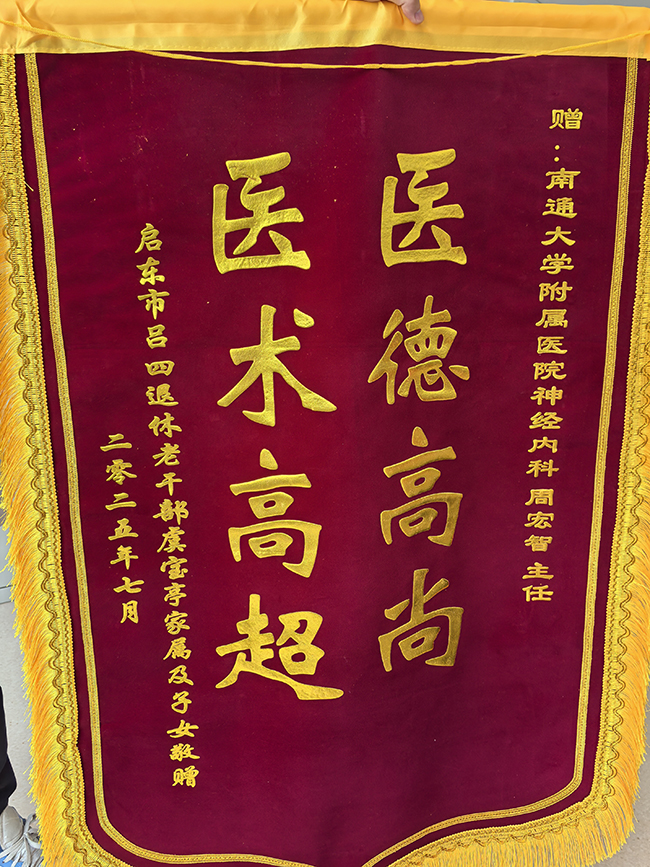 赠：南通大学附属医院神经内科周宏智主任
医德高尚
医术高超
启东市吕四退休老干部虞宝亭家属及子女敬赠
二零二五年七月